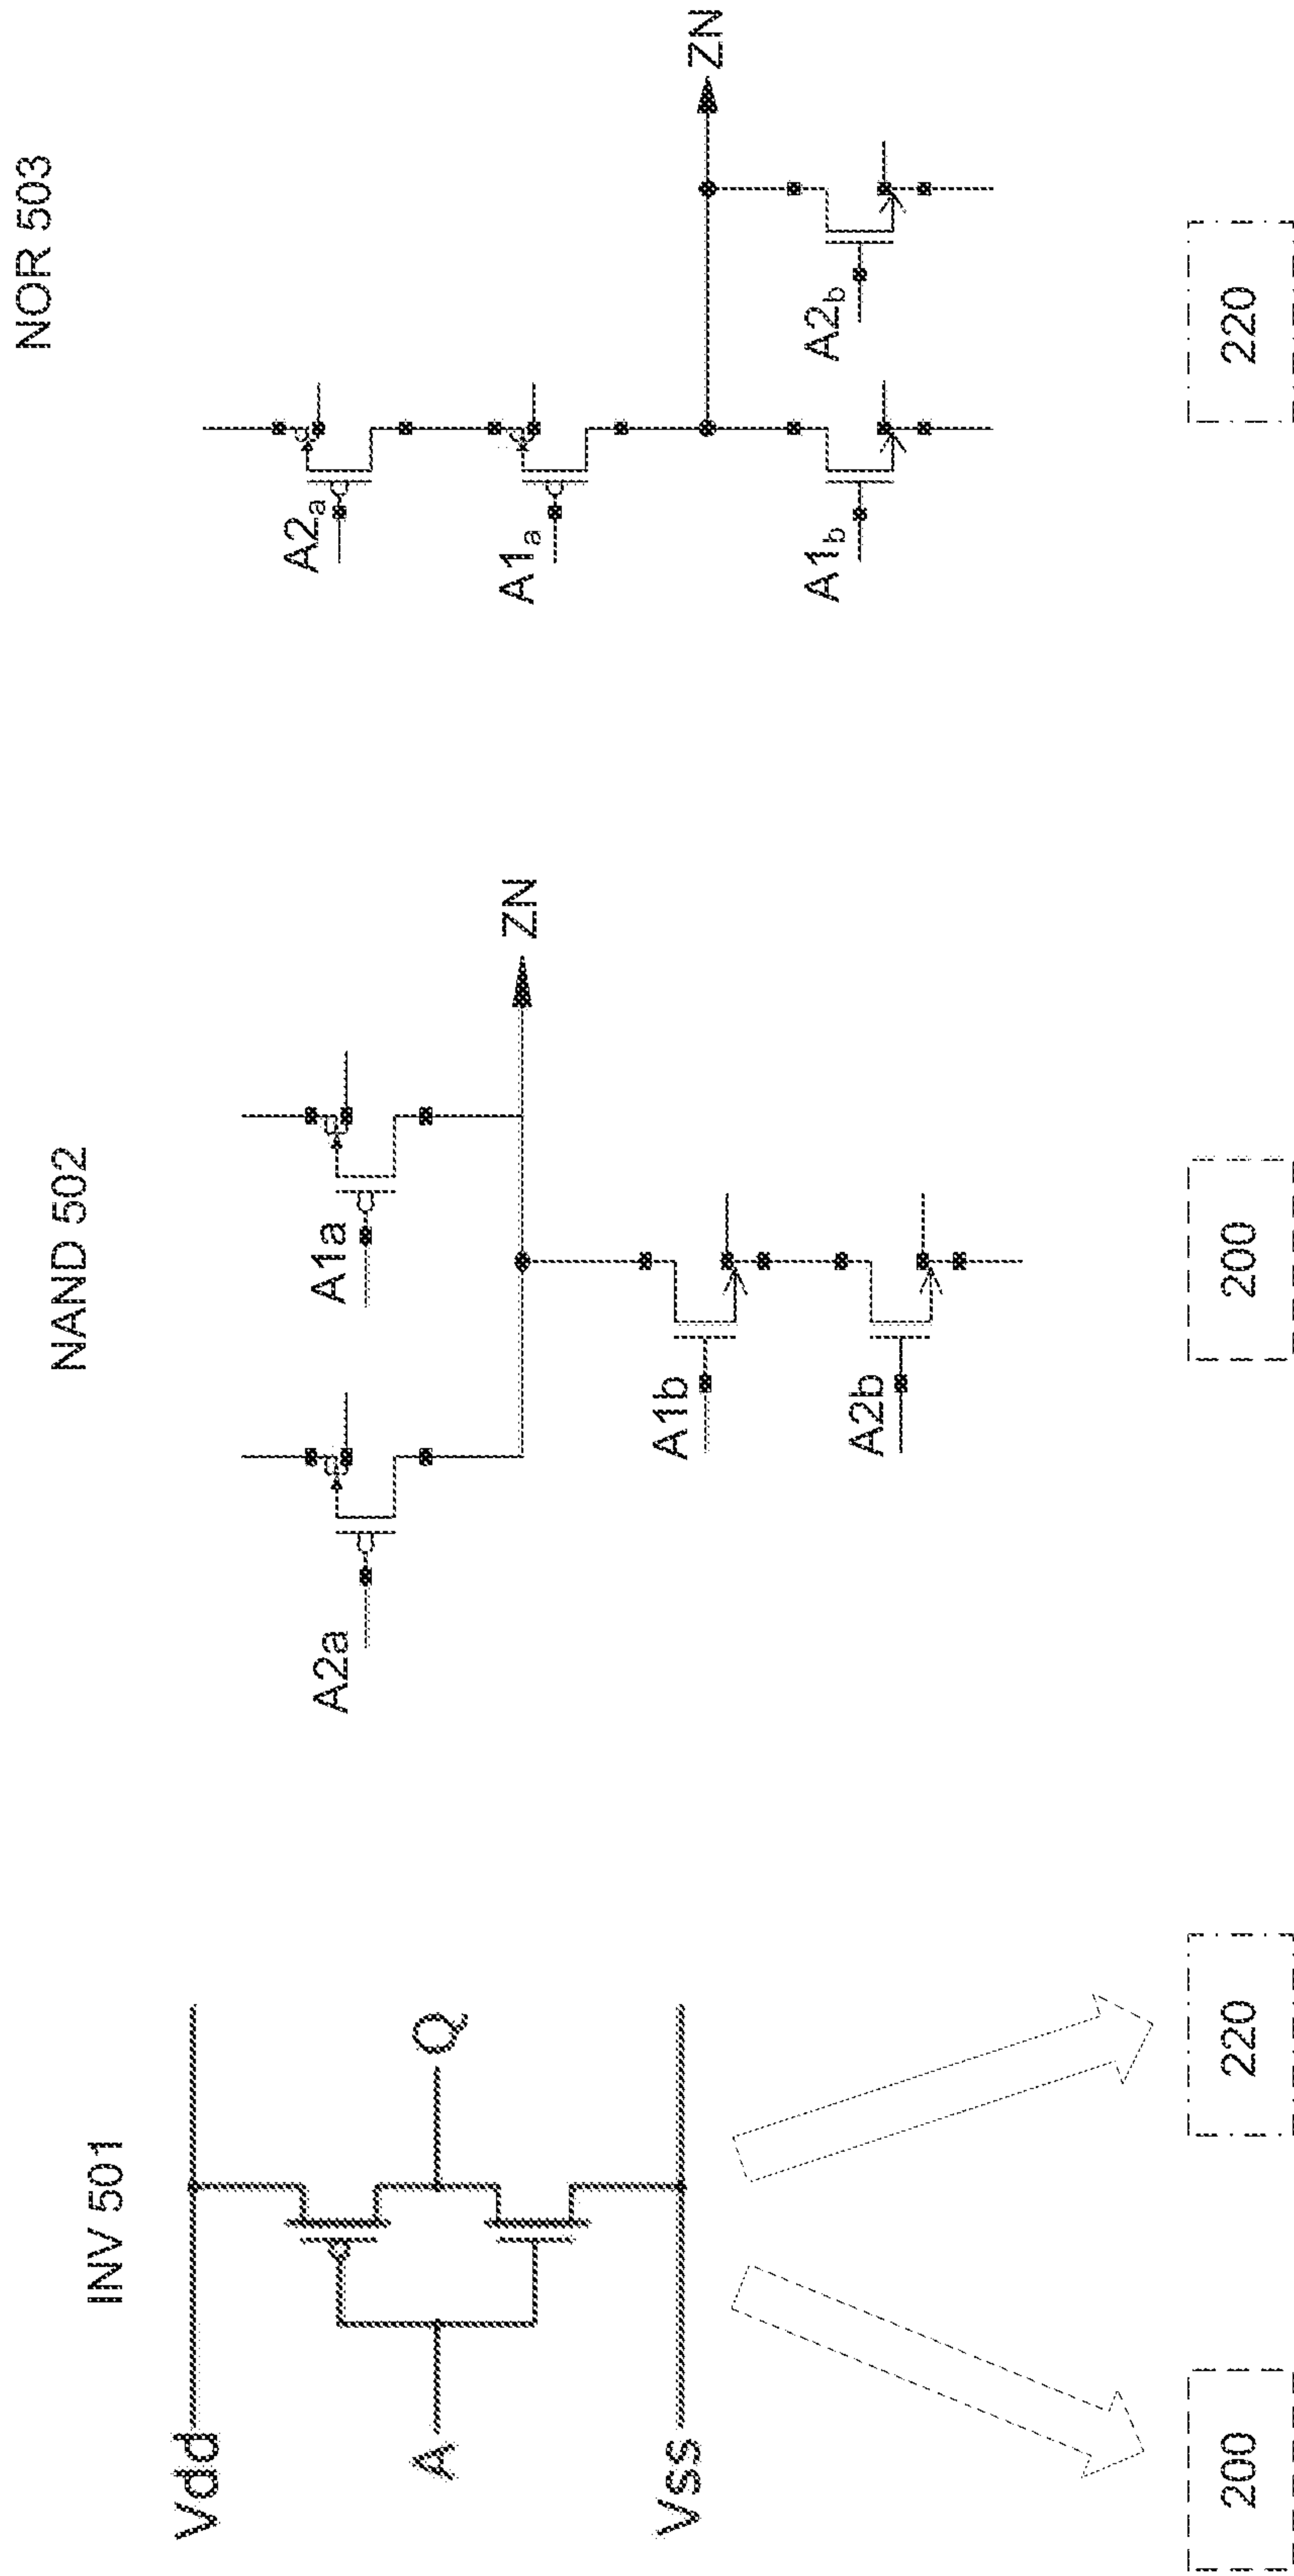 INV 501
Vdd
A
Q
Vss
200
220
NAND 502
A2a
A1a
ZN
A1b
A2b
200
NOR 503
A2a
A1a
ZN
A1b
A2b
220